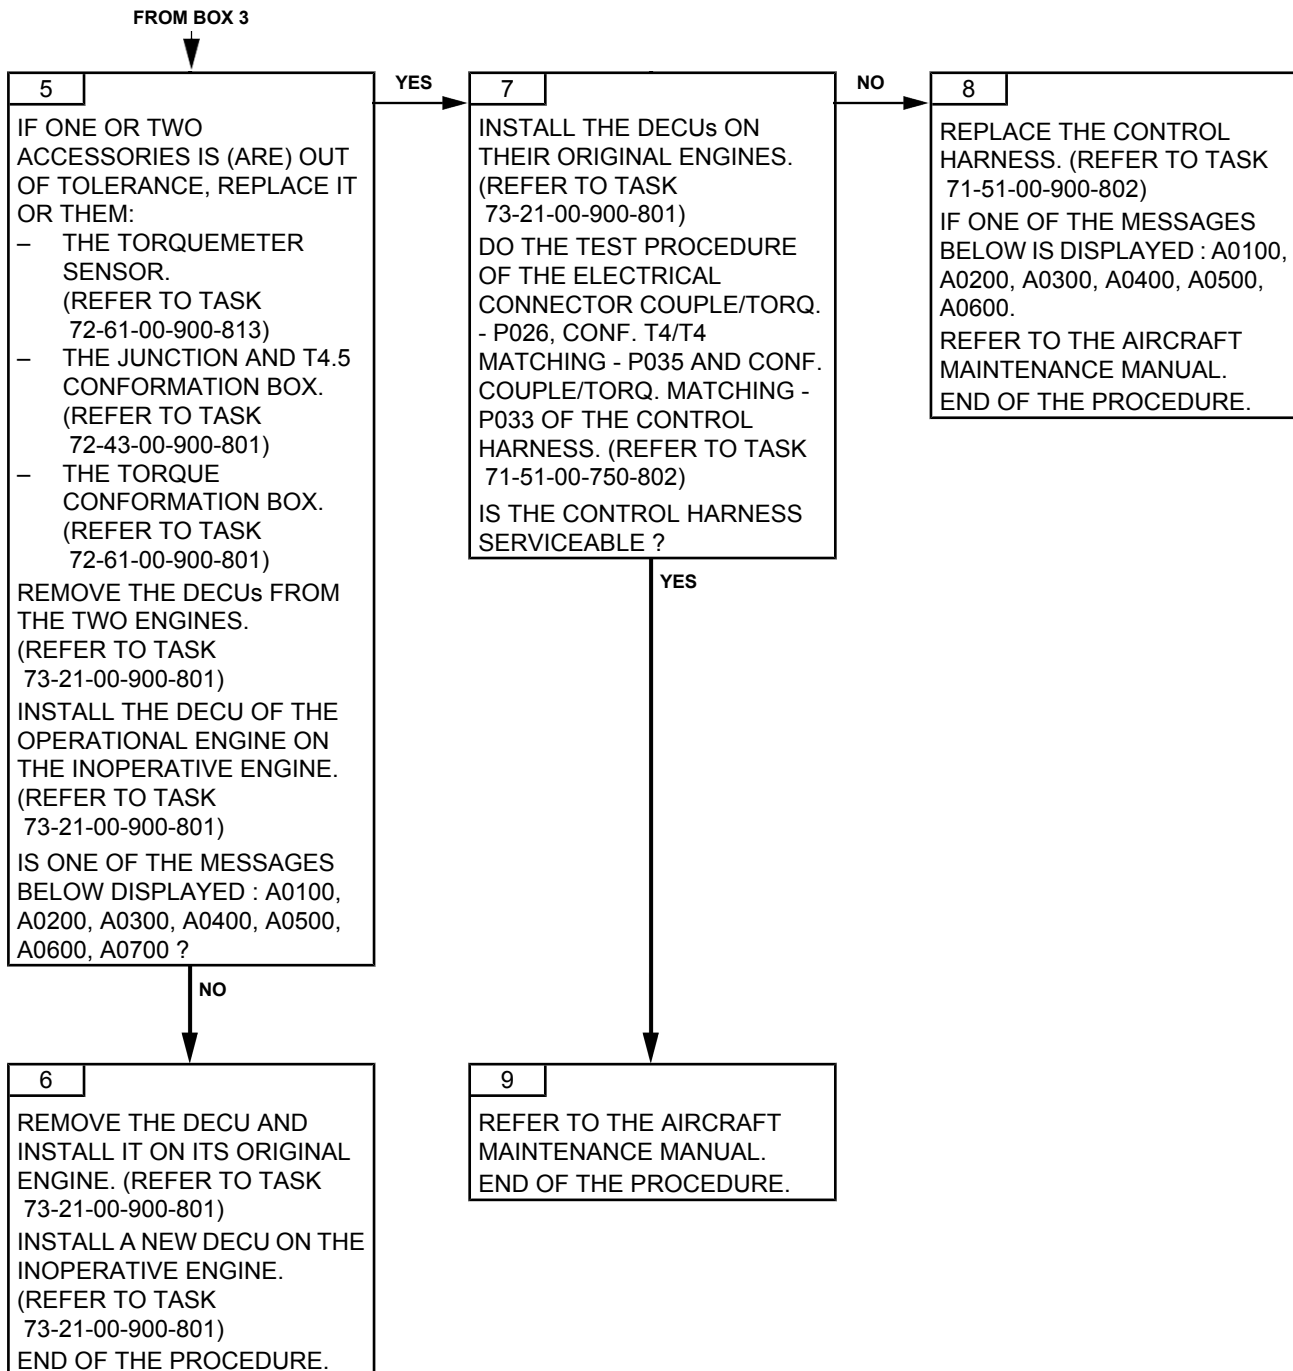 FROM BOX 3
5
IF ONE OR TWO
ACCESSORIES IS (ARE) OUT
OF TOLERANCE, REPLACE IT
OR THEM:
– THE TORQUEMETER
SENSOR.
(REFER TO TASK
72-61-00-900-813)
– THE JUNCTION AND T4.5
CONFORMATION BOX.
(REFER TO TASK
72-43-00-900-801)
– THE TORQUE
CONFORMATION BOX.
(REFER TO TASK
72-61-00-900-801)
REMOVE THE DECUs FROM
THE TWO ENGINES.
(REFER TO TASK
73-21-00-900-801)
INSTALL THE DECU OF THE
OPERATIONAL ENGINE ON
THE INOPERATIVE ENGINE.
(REFER TO TASK
73-21-00-900-801)
IS ONE OF THE MESSAGES
BELOW DISPLAYED : A0100,
A0200, A0300, A0400, A0500,
A0600, A0700 ?
NO
6
REMOVE THE DECU AND
INSTALL IT ON ITS ORIGINAL
ENGINE. (REFER TO TASK
73-21-00-900-801)
INSTALL A NEW DECU ON THE
INOPERATIVE ENGINE.
(REFER TO TASK
73-21-00-900-801)
END OF THE PROCEDURE.
YES
7
INSTALL THE DECUs ON
THEIR ORIGINAL ENGINES.
(REFER TO TASK
73-21-00-900-801)
DO THE TEST PROCEDURE
OF THE ELECTRICAL
CONNECTOR COUPLE/TORQ.
- P026, CONF. T4/T4
MATCHING - P035 AND CONF.
COUPLE/TORQ. MATCHING -
P033 OF THE CONTROL
HARNESS. (REFER TO TASK
71-51-00-750-802)
IS THE CONTROL HARNESS
SERVICEABLE ?
NO
8
REPLACE THE CONTROL
HARNESS. (REFER TO TASK
71-51-00-900-802)
IF ONE OF THE MESSAGES
BELOW IS DISPLAYED : A0100,
A0200, A0300, A0400, A0500,
A0600.
REFER TO THE AIRCRAFT
MAINTENANCE MANUAL.
END OF THE PROCEDURE.
YES
9
REFER TO THE AIRCRAFT
MAINTENANCE MANUAL.
END OF THE PROCEDURE.